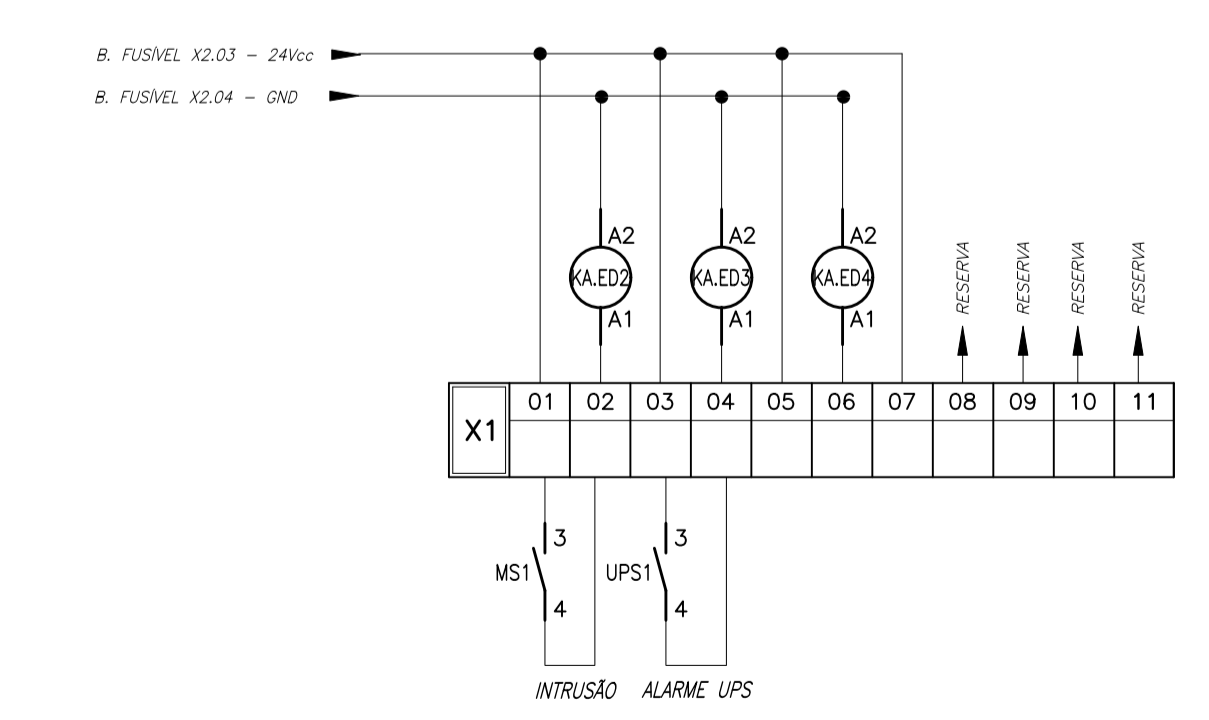 B. FUSÍVEL X2.03 - 24Vcc
B. FUSÍVEL X2.04 - GND
A2 A2 A2
KA.ED2 KA.ED3 KA.ED4
A1 A1 A1
RESERVA RESERVA RESERVA RESERVA
X1 01 02 03 04 05 06 07 08 09 10 11
3 3
MS1 UPS1
4 4
INTRUSÃO ALARME UPS